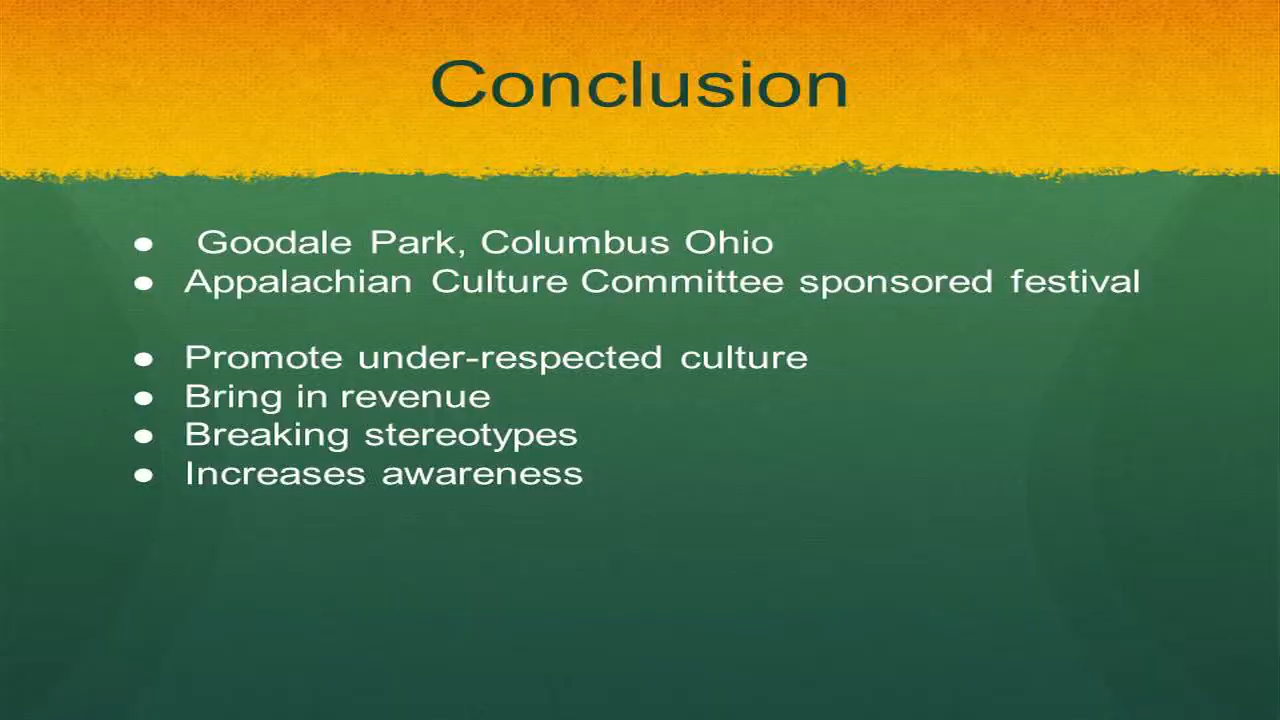 Conclusion
● Goodale Park, Columbus Ohio
● Appalachian Culture Committee sponsored festival
● Promote under-respected culture
● Bring in revenue
● Breaking stereotypes
● Increases awareness